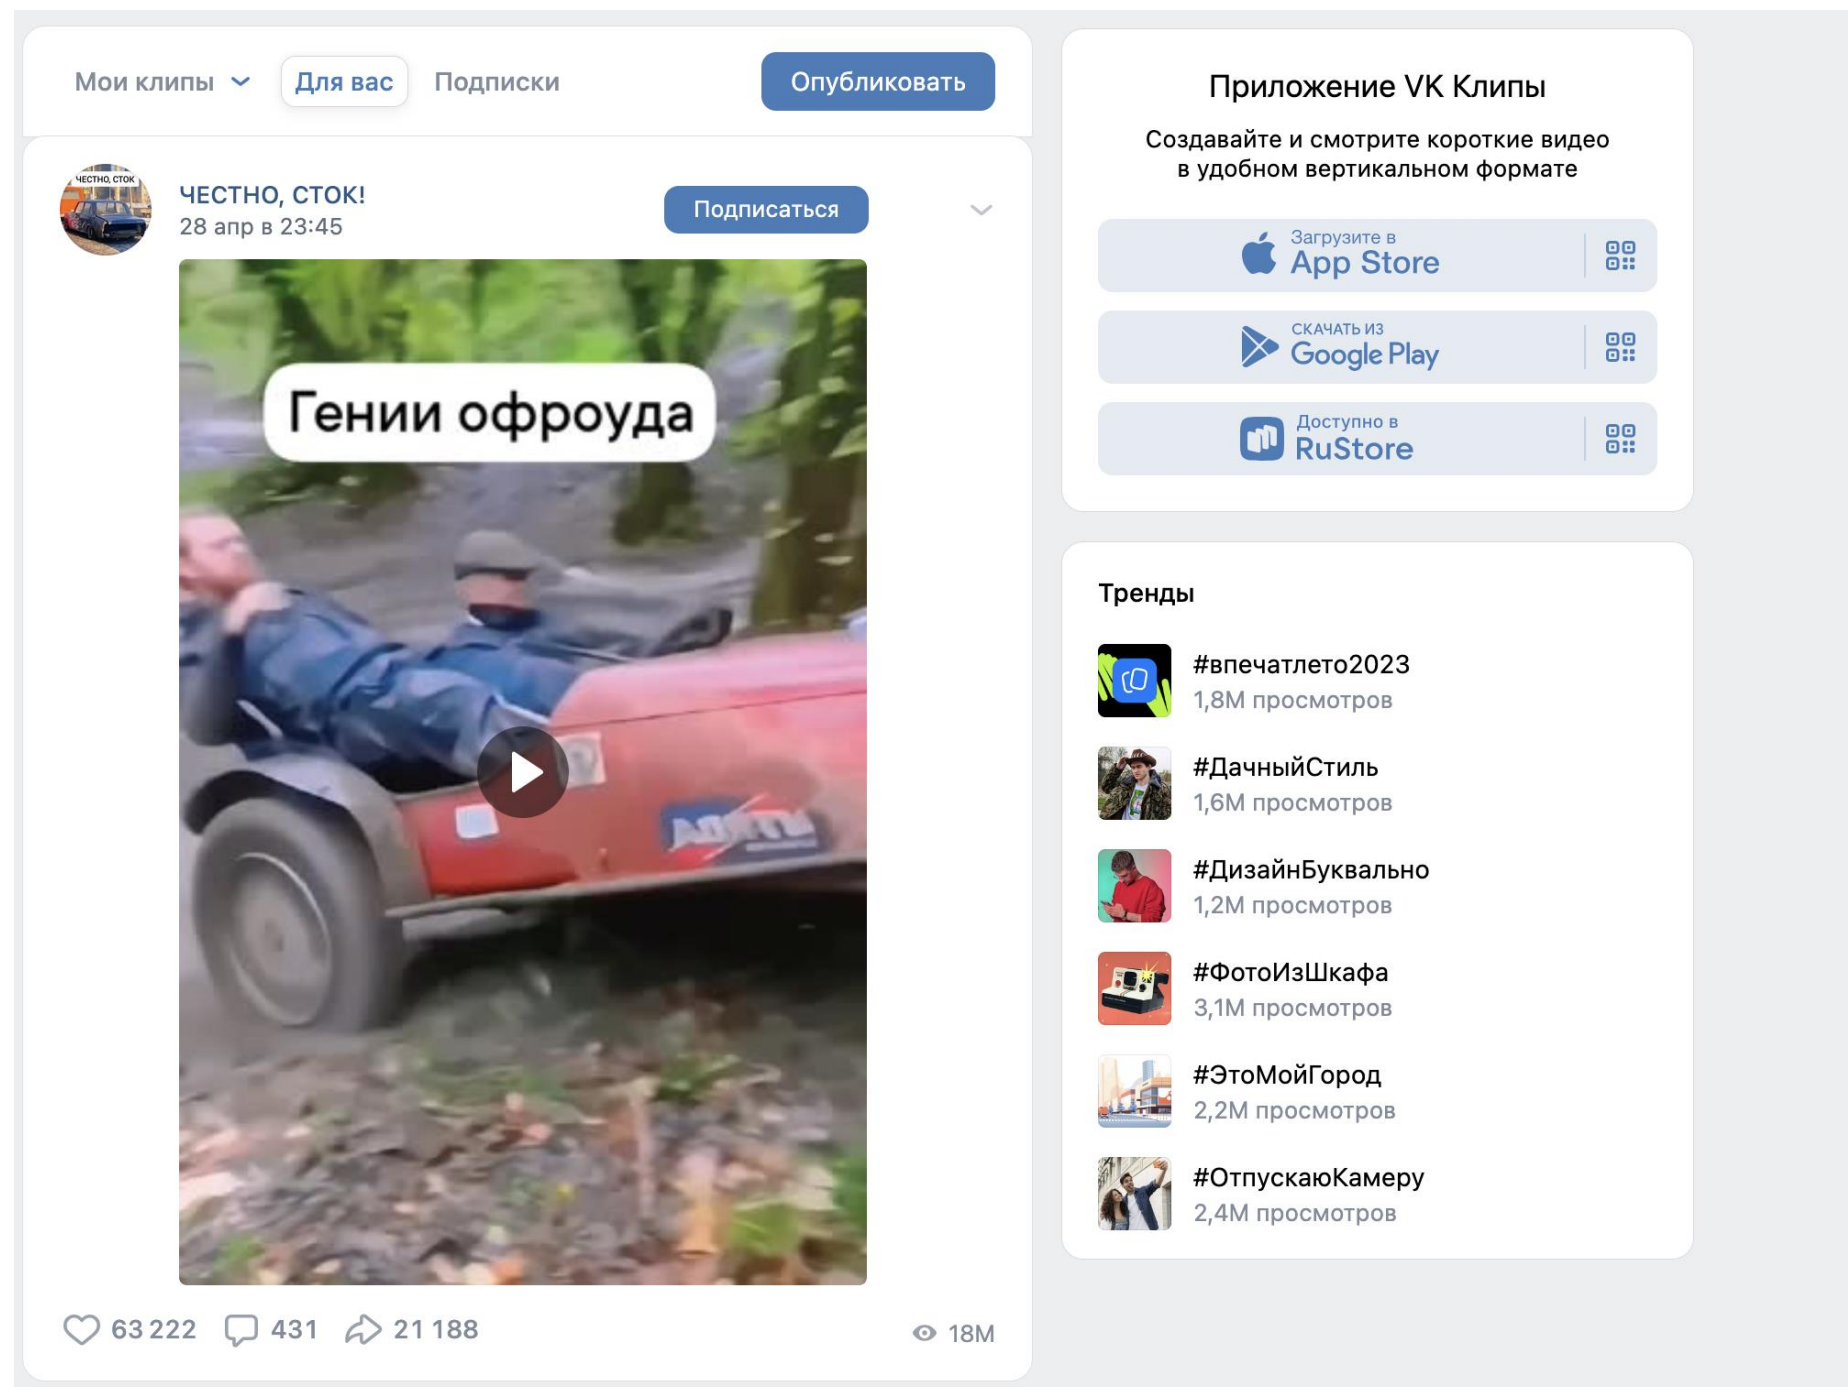 Мои клипы
Для вас
Подписки
Опубликовать
ЧЕСТНО, СТОК
ЧЕСТНО, СТОК!
28 апр в 23:45
Подписаться
Гении офроуда
63 222
431
21 188
18M
Приложение VK Клипы
Создавайте и смотрите короткие видео
в удобном вертикальном формате
Загрузите в
App Store
СКАЧАТЬ ИЗ
Google Play
Доступно в
RuStore
Тренды
#впечатлето2023
1,8M просмотров
#ДачныйСтиль
1,6M просмотров
#ДизайнБуквально
1,2M просмотров
#ФотоИзШкафа
3,1M просмотров
#ЭтоМойГород
2,2M просмотров
#ОтпускаюКамеру
2,4M просмотров